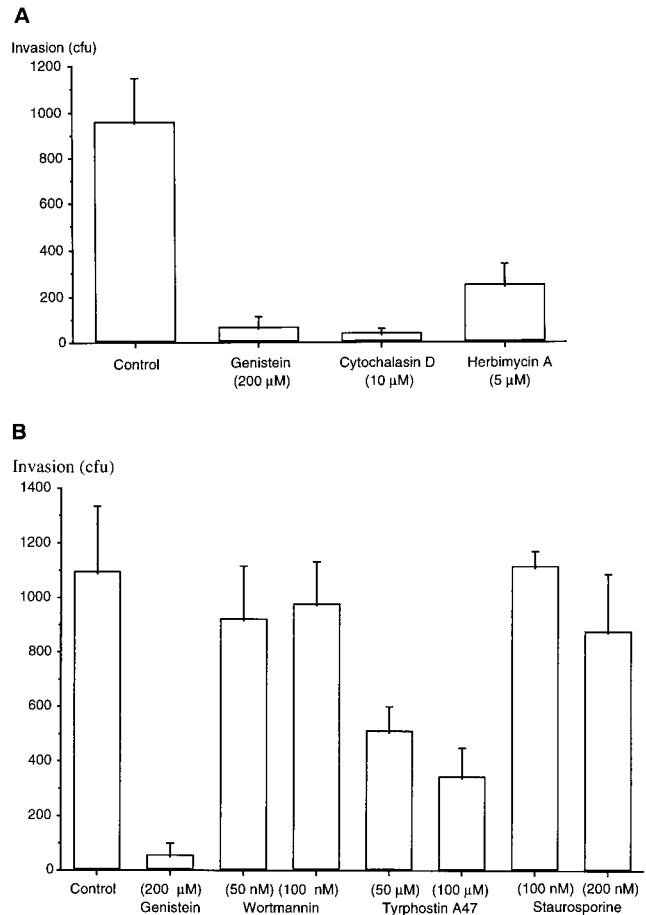 A
Invasion (cfu)
1200
1000
800
600
400
200
0
Control Genistein Cytochalasin D Herbimycin A
(200 µM) (10 µM) (5 µM)
B
Invasion (cfu)
1400
1200
1000
800
600
400
200
0
Control (200 µM) (50 nM) (100 nM) (50 µM) (100 µM) (100 nM) (200 nM)
Genistein Wortmannin Tyrphostin A47 Staurosporine